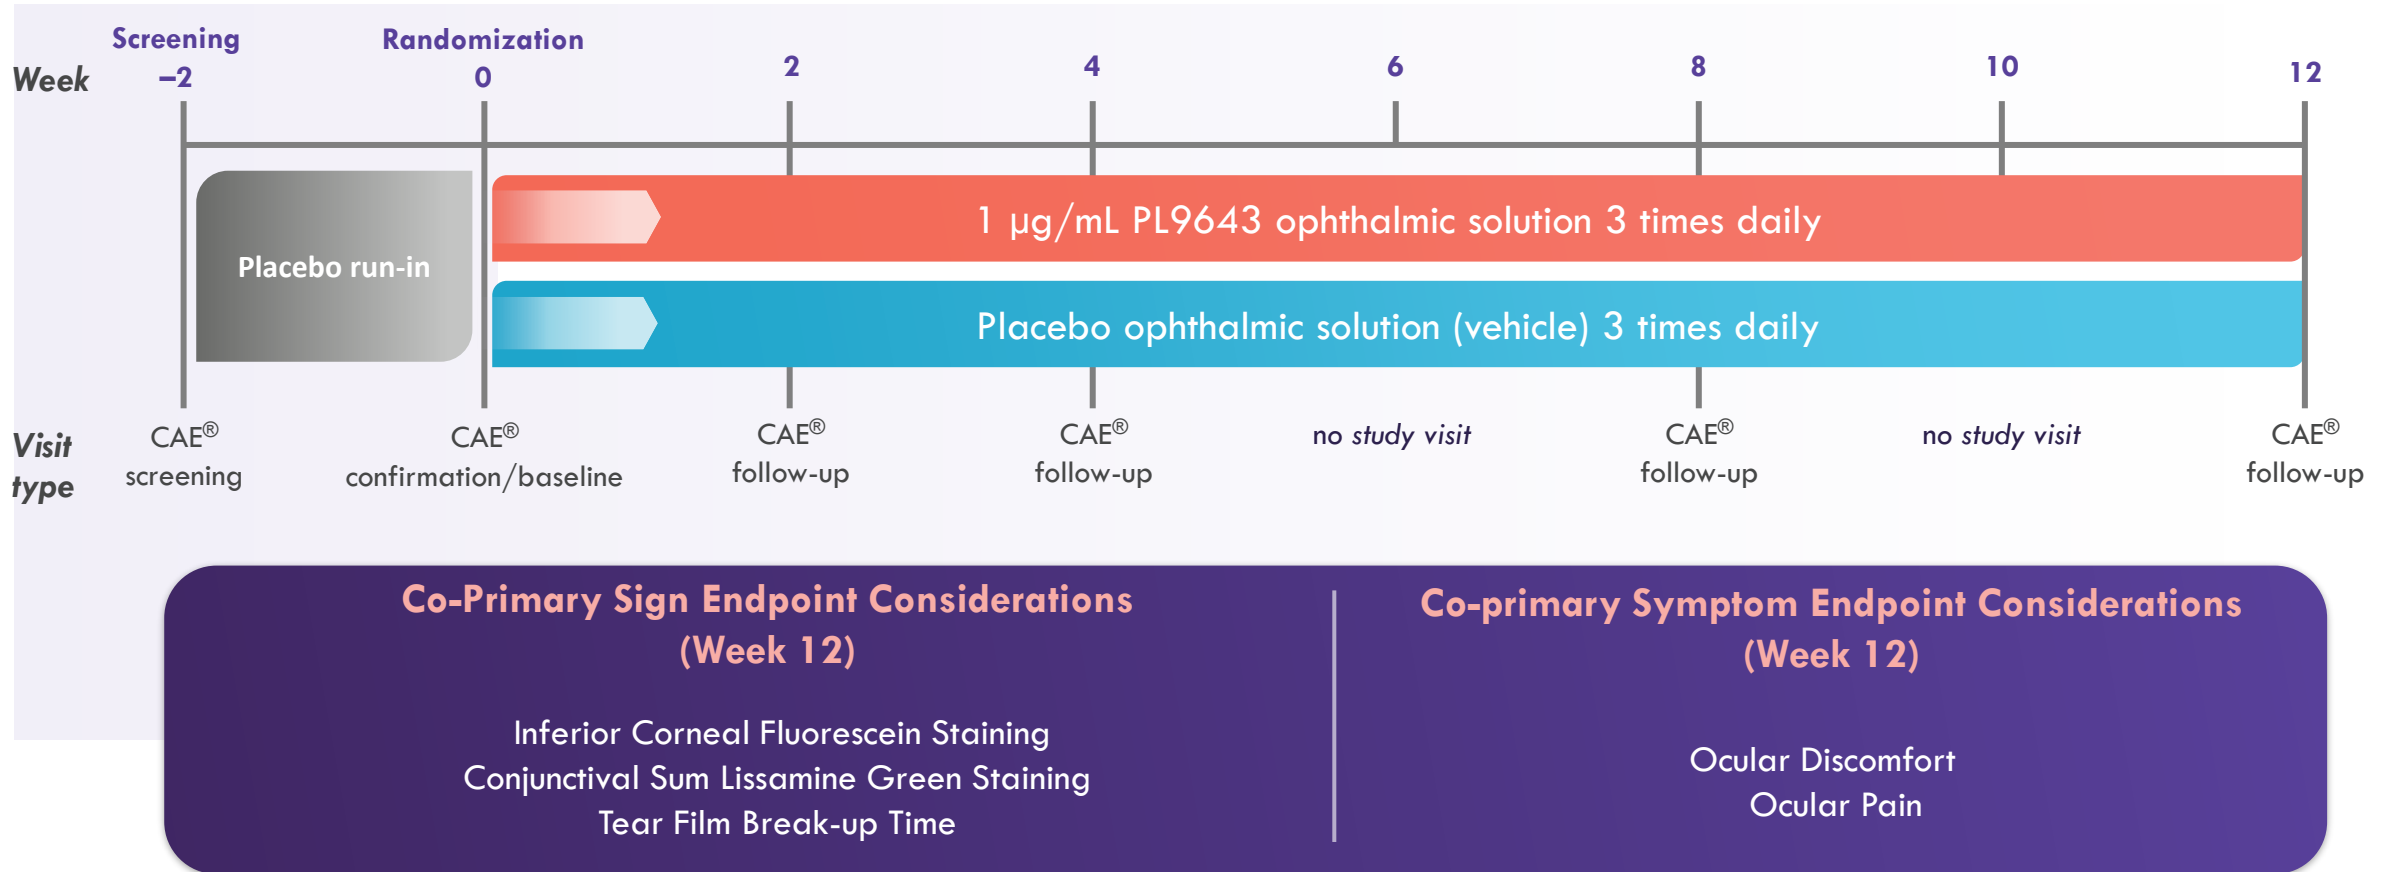 Screening
Randomization
Week
–2
0
2
4
6
8
10
12
Placebo run-in
1 µg/mL PL9643 ophthalmic solution 3 times daily
Placebo ophthalmic solution (vehicle) 3 times daily
Visit
type
CAE®
screening
CAE®
confirmation/baseline
CAE®
follow-up
CAE®
follow-up
no study visit
CAE®
follow-up
no study visit
CAE®
follow-up
Co-Primary Sign Endpoint Considerations
(Week 12)
Inferior Corneal Fluorescein Staining
Conjunctival Sum Lissamine Green Staining
Tear Film Break-up Time
Co-primary Symptom Endpoint Considerations
(Week 12)
Ocular Discomfort
Ocular Pain